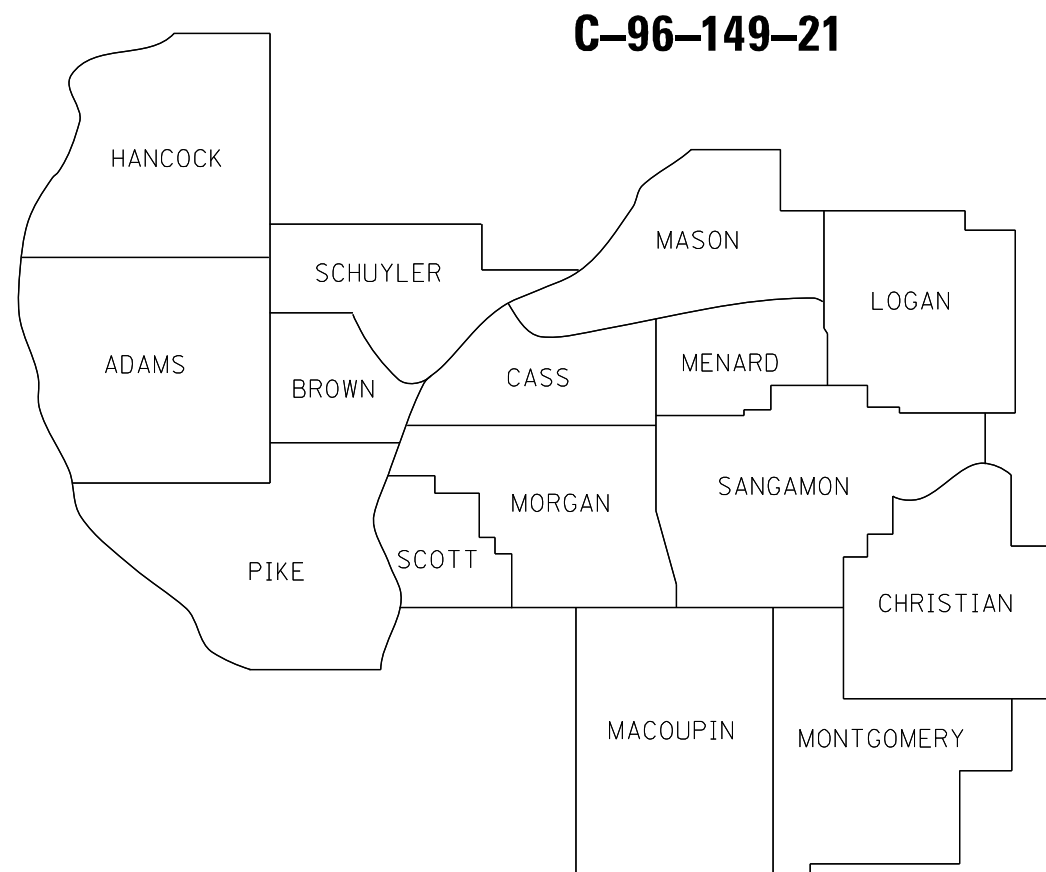 C–96–149–21
HANCOCK
MASON
SCHUYLER
LOGAN
ADAMS
MENARD
CASS
BROWN
SANGAMON
MORGAN
SCOTT
PIKE
CHRISTIAN
MACOUPIN
MONTGOMERY